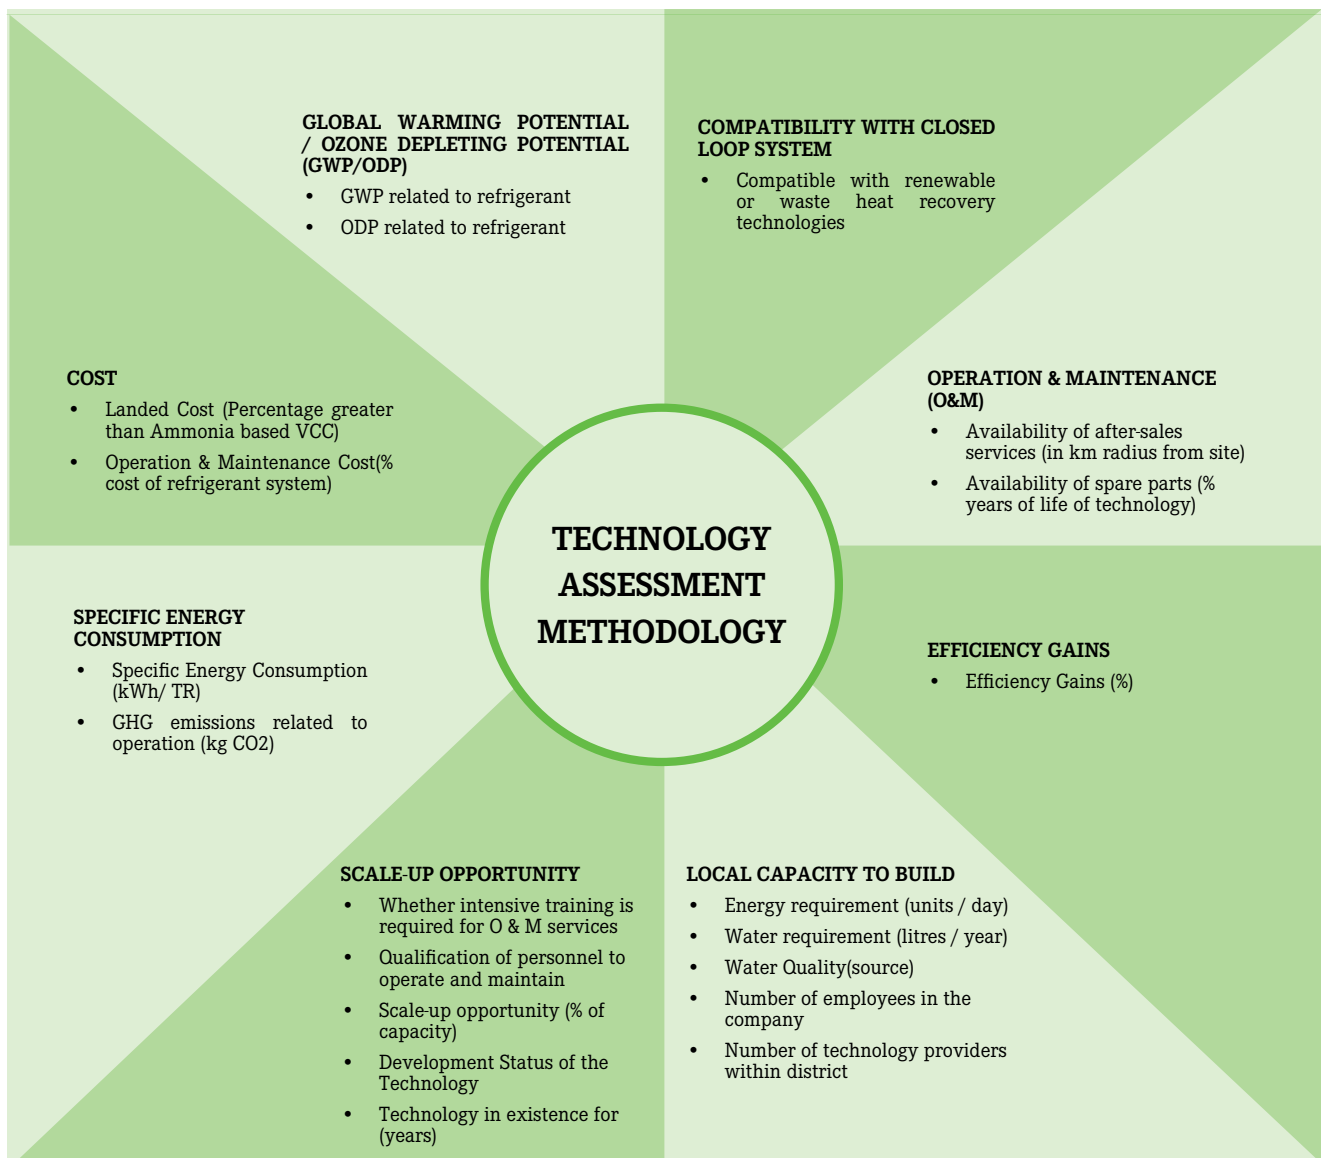 GLOBAL WARMING POTENTIAL
/ OZONE DEPLETING POTENTIAL
(GWP/ODP)
• GWP related to refrigerant
• ODP related to refrigerant
COMPATIBILITY WITH CLOSED
LOOP SYSTEM
• Compatible with renewable
or waste heat recovery
technologies
COST
• Landed Cost (Percentage greater
than Ammonia based VCC)
• Operation & Maintenance Cost(%
cost of refrigerant system)
OPERATION & MAINTENANCE
(O&M)
• Availability of after-sales
services (in km radius from site)
• Availability of spare parts (%
years of life of technology)
TECHNOLOGY
ASSESSMENT
METHODOLOGY
SPECIFIC ENERGY
CONSUMPTION
• Specific Energy Consumption
(kWh/ TR)
• GHG emissions related to
operation (kg CO2)
EFFICIENCY GAINS
• Efficiency Gains (%)
SCALE-UP OPPORTUNITY
• Whether intensive training is
required for O & M services
• Qualification of personnel to
operate and maintain
• Scale-up opportunity (% of
capacity)
• Development Status of the
Technology
• Technology in existence for
(years)
LOCAL CAPACITY TO BUILD
• Energy requirement (units / day)
• Water requirement (litres / year)
• Water Quality(source)
• Number of employees in the
company
• Number of technology providers
within district